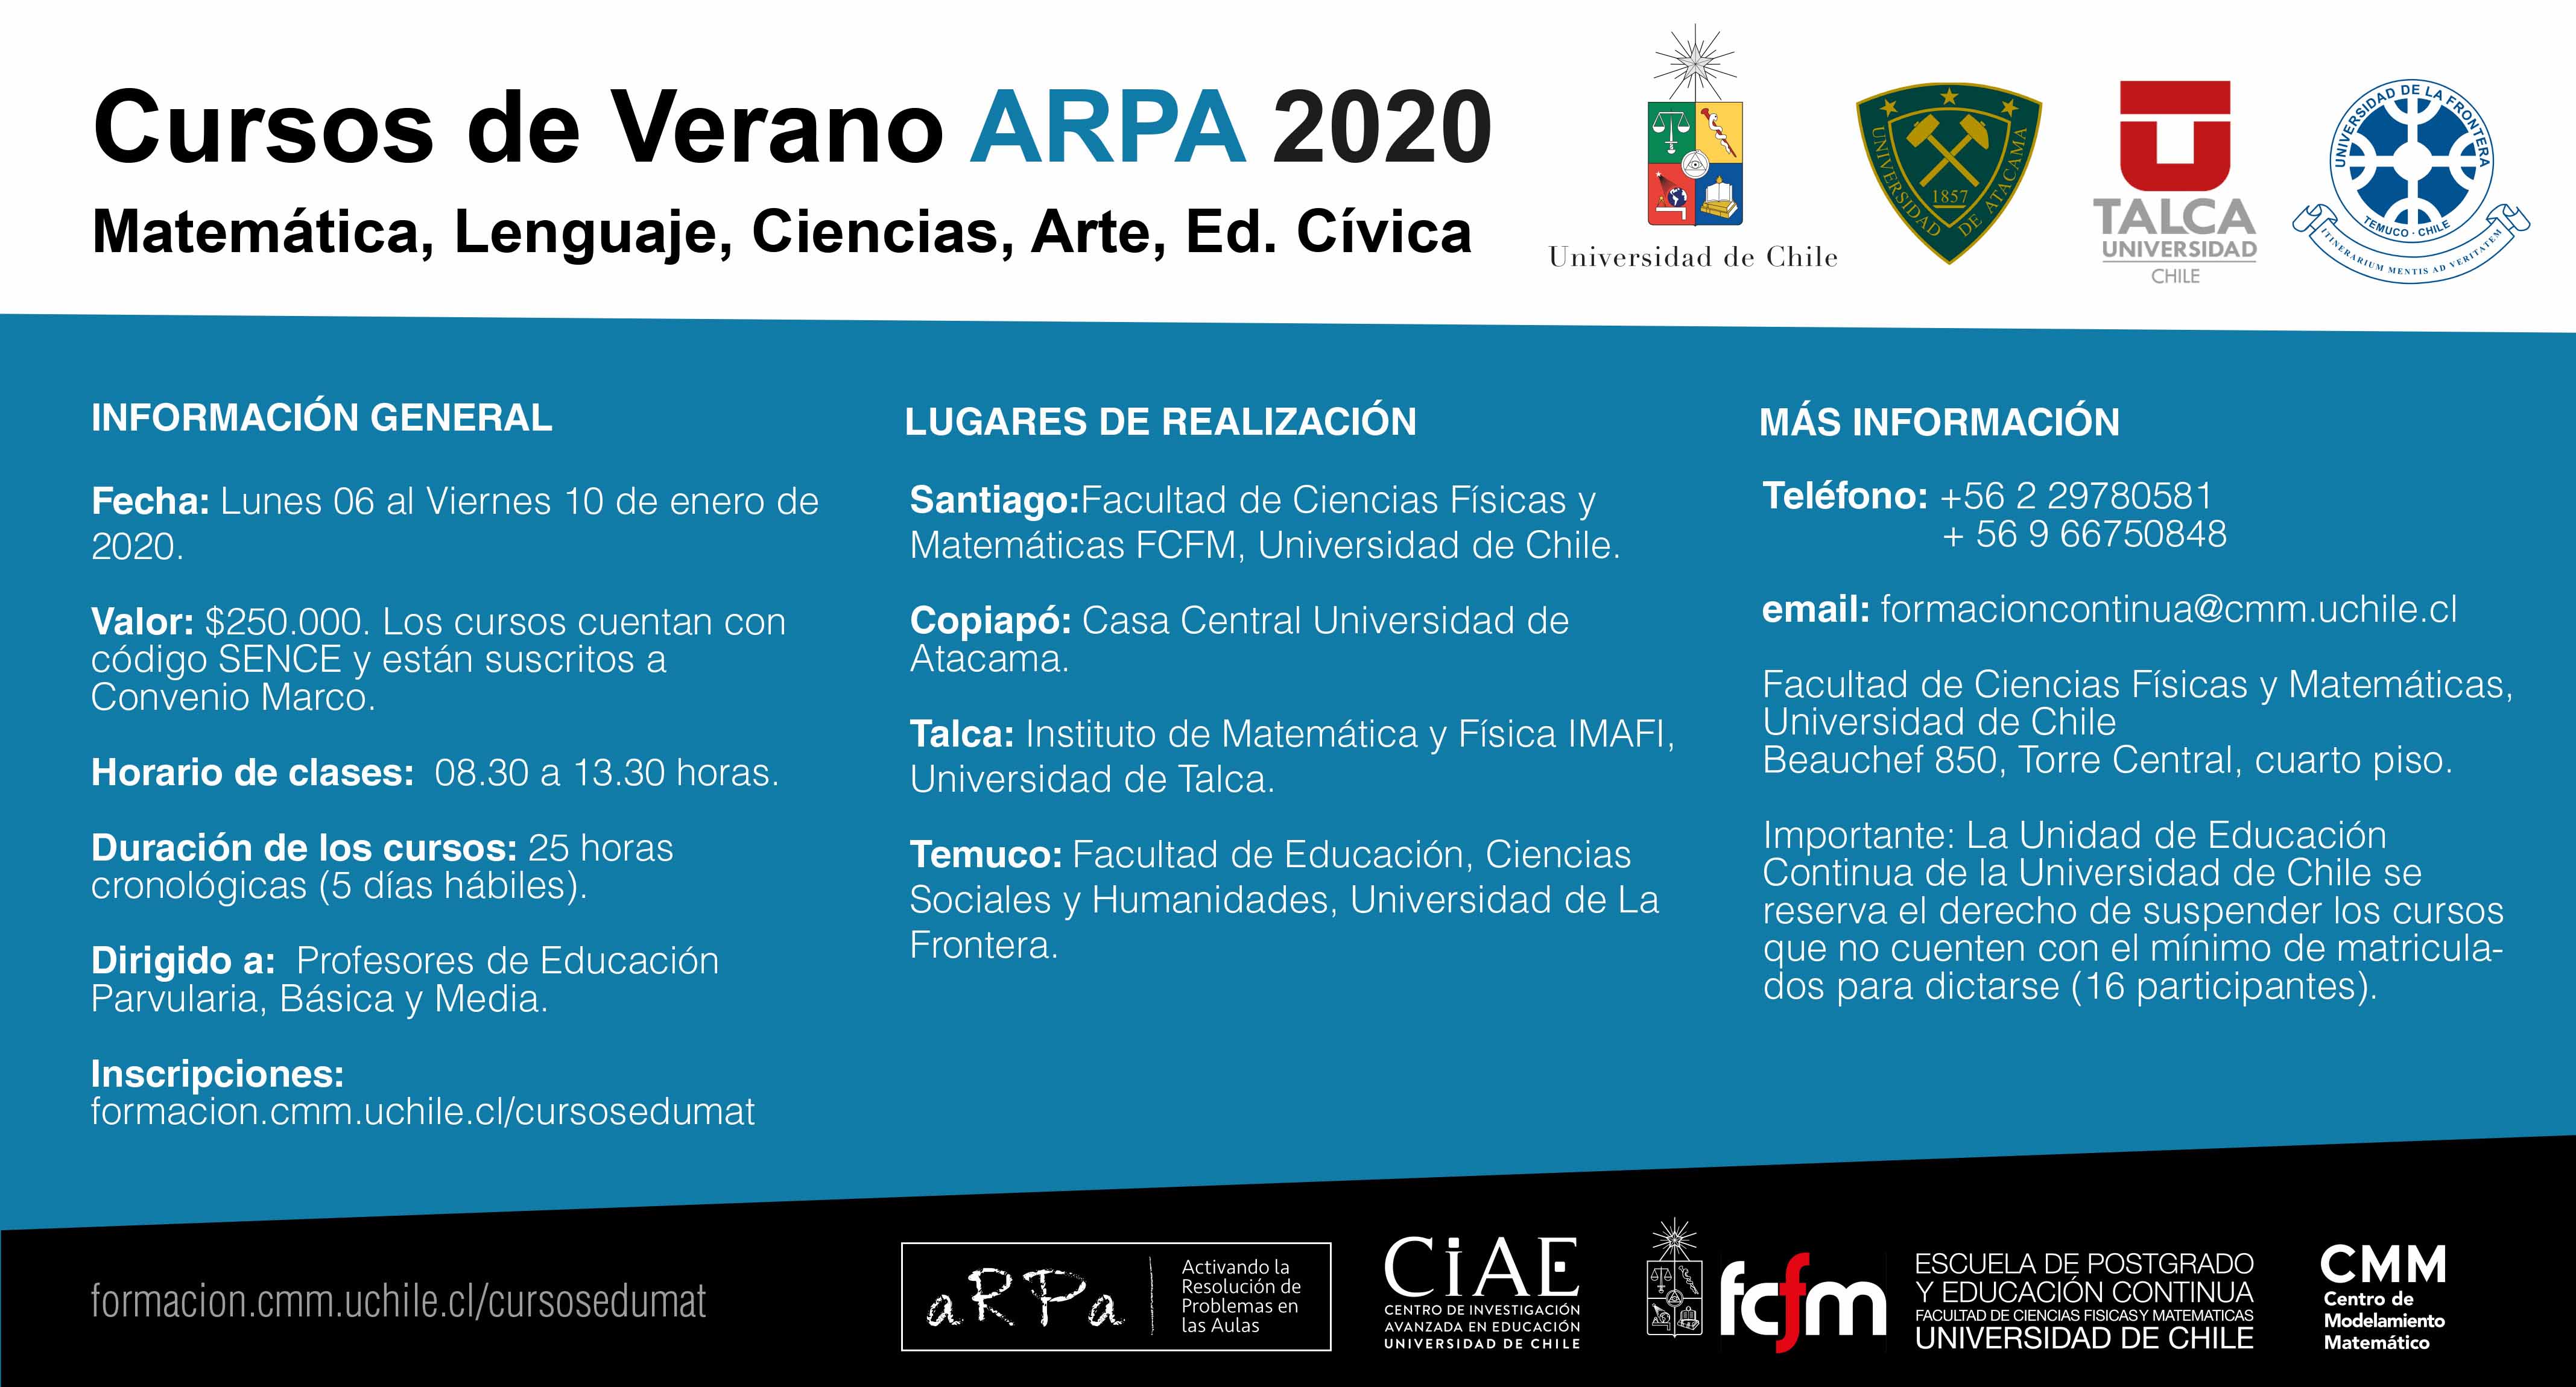 Cursos de Verano ARPA 2020
Matemática, Lenguaje, Ciencias, Arte, Ed. Cívica
Universidad de Chile
UNIVERSIDAD DE ATACAMA
1857
TALCA
UNIVERSIDAD
CHILE
UNIVERSIDAD DE LA FRONTERA
TEMUCO - CHILE
ITINERARIUM MENTIS AD VERITATEM
INFORMACIÓN GENERAL
Fecha: Lunes 06 al Viernes 10 de enero de
2020.
Valor: $250.000. Los cursos cuentan con
código SENCE y están suscritos a
Convenio Marco.
Horario de clases: 08.30 a 13.30 horas.
Duración de los cursos: 25 horas
cronológicas (5 días hábiles).
Dirigido a: Profesores de Educación
Parvularia, Básica y Media.
Inscripciones:
formacion.cmm.uchile.cl/cursosedumat
LUGARES DE REALIZACIÓN
Santiago:Facultad de Ciencias Físicas y
Matemáticas FCFM, Universidad de Chile.
Copiapó: Casa Central Universidad de
Atacama.
Talca: Instituto de Matemática y Física IMAFI,
Universidad de Talca.
Temuco: Facultad de Educación, Ciencias
Sociales y Humanidades, Universidad de La
Frontera.
MÁS INFORMACIÓN
Teléfono: +56 2 29780581
+ 56 9 66750848
email: formacioncontinua@cmm.uchile.cl
Facultad de Ciencias Físicas y Matemáticas,
Universidad de Chile
Beauchef 850, Torre Central, cuarto piso.
Importante: La Unidad de Educación
Continua de la Universidad de Chile se
reserva el derecho de suspender los cursos
que no cuenten con el mínimo de matricula-
dos para dictarse (16 participantes).
formacion.cmm.uchile.cl/cursosedumat
aRPa
Activando la
Resolución de
Problemas en
las Aulas
CiAE
CENTRO DE INVESTIGACIÓN
AVANZADA EN EDUCACIÓN
UNIVERSIDAD DE CHILE
fcfm
ESCUELA DE POSTGRADO
Y EDUCACIÓN CONTINUA
FACULTAD DE CIENCIAS FISICASY MATEMATICAS
UNIVERSIDAD DE CHILE
CMM
Centro de
Modelamiento
Matemático